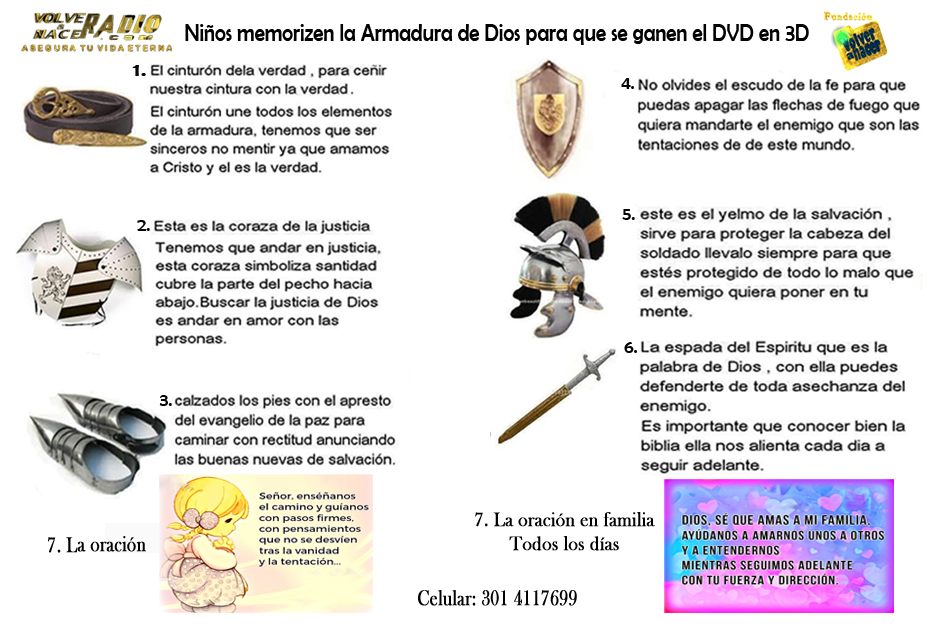 VOLVER
A
NACER
RADIO
.COM
ASEGURA TU VIDA ETERNA
Niños memorizen la Armadura de Dios para que se ganen el DVD en 3D
Fundación
volver
a nacer
1. El cinturón dela verdad , para ceñir
nuestra cintura con la verdad.
El cinturón une todos los elementos
de la armadura, tenemos que ser
sinceros no mentir ya que amamos
a Cristo y el es la verdad.
2. Esta es la coraza de la justicia
Tenemos que andar en justicia,
esta coraza simboliza santidad
cubre la parte del pecho hacia
abajo.Buscar la justicia de Dios
es andar en amor con las
personas.
3. calzados los pies con el apresto
del evangelio de la paz para
caminar con rectitud anunciando
las buenas nuevas de salvación.
7. La oración
Señor, enséñanos
el camino y guíanos
con pasos firmes,
con pensamientos
que no se desvíen
tras la vanidad
y la tentación...
4. No olvides el escudo de la fe para que
puedas apagar las flechas de fuego que
quiera mandarte el enemigo que son las
tentaciones de de este mundo.
5. este es el yelmo de la salvación ,
sirve para proteger la cabeza del
soldado llevalo siempre para que
estés protegido de todo lo malo que
el enemigo quiera poner en tu
mente.
6. La espada del Espiritu que es la
palabra de Dios , con ella puedes
defenderte de toda asechanza del
enemigo.
Es importante que conocer bien la
biblia ella nos alienta cada dia a
seguir adelante.
7. La oración en familia
Todos los días
DIOS, SÉ QUE AMAS A MI FAMILIA.
AYÚDANOS A AMARNOS UNOS A OTROS
Y A ENTENDERNOS
MIENTRAS SEGUIMOS ADELANTE
CON TU FUERZA Y DIRECCIÓN.
Celular: 301 4117699